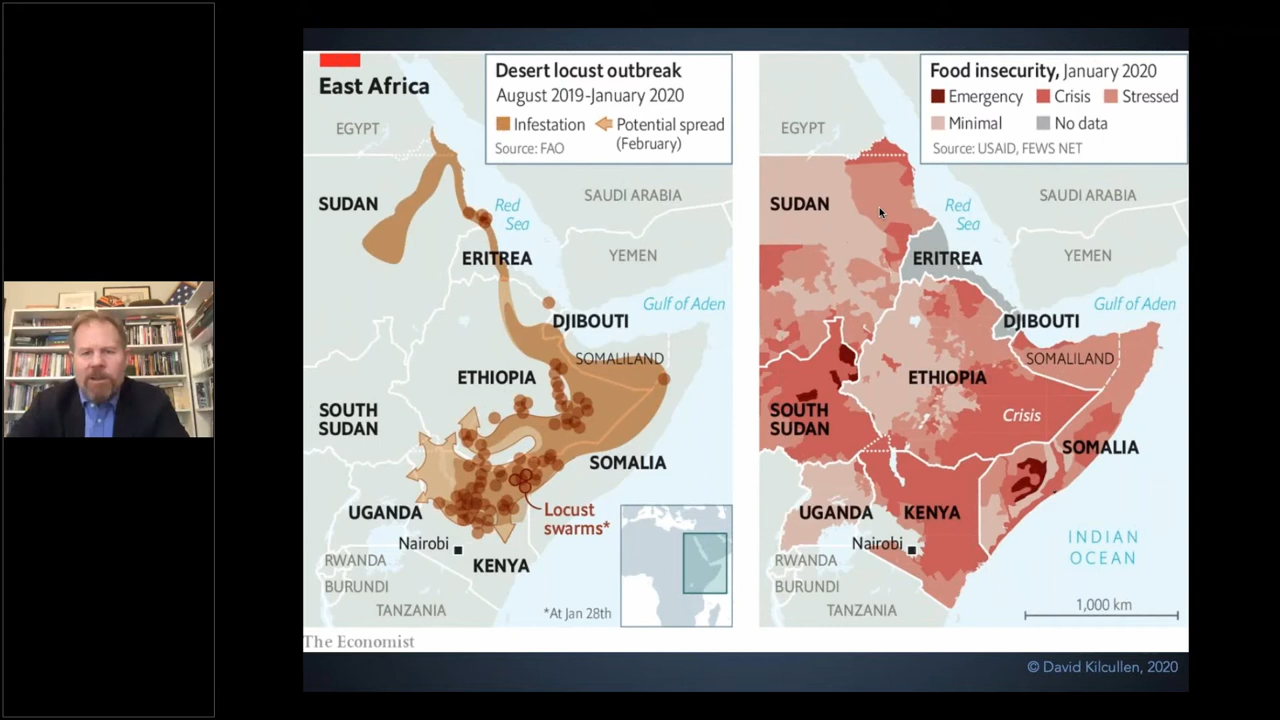 East Africa
Desert locust outbreak
August 2019-January 2020
Infestation
Potential spread
(February)
Source: FAO
EGYPT
SUDAN
Red
Sea
SAUDI ARABIA
ERITREA
YEMEN
Gulf of Aden
DJIBOUTI
SOMALILAND
ETHIOPIA
SOUTH
SUDAN
SOMALIA
UGANDA
Locust
swarms*
Nairobi
KENYA
RWANDA
BURUNDI
TANZANIA
*At Jan 28th
The Economist
Food insecurity, January 2020
Emergency
Crisis
Stressed
Minimal
No data
Source: USAID, FEWS NET
EGYPT
SUDAN
Red
Sea
SAUDI ARABIA
ERITREA
YEMEN
Gulf of Aden
DJIBOUTI
SOMALILAND
ETHIOPIA
Crisis
SOUTH
SUDAN
SOMALIA
UGANDA
KENYA
Nairobi
INDIAN
OCEAN
RWANDA
BURUNDI
TANZANIA
1,000 km
© David Kilcullen, 2020